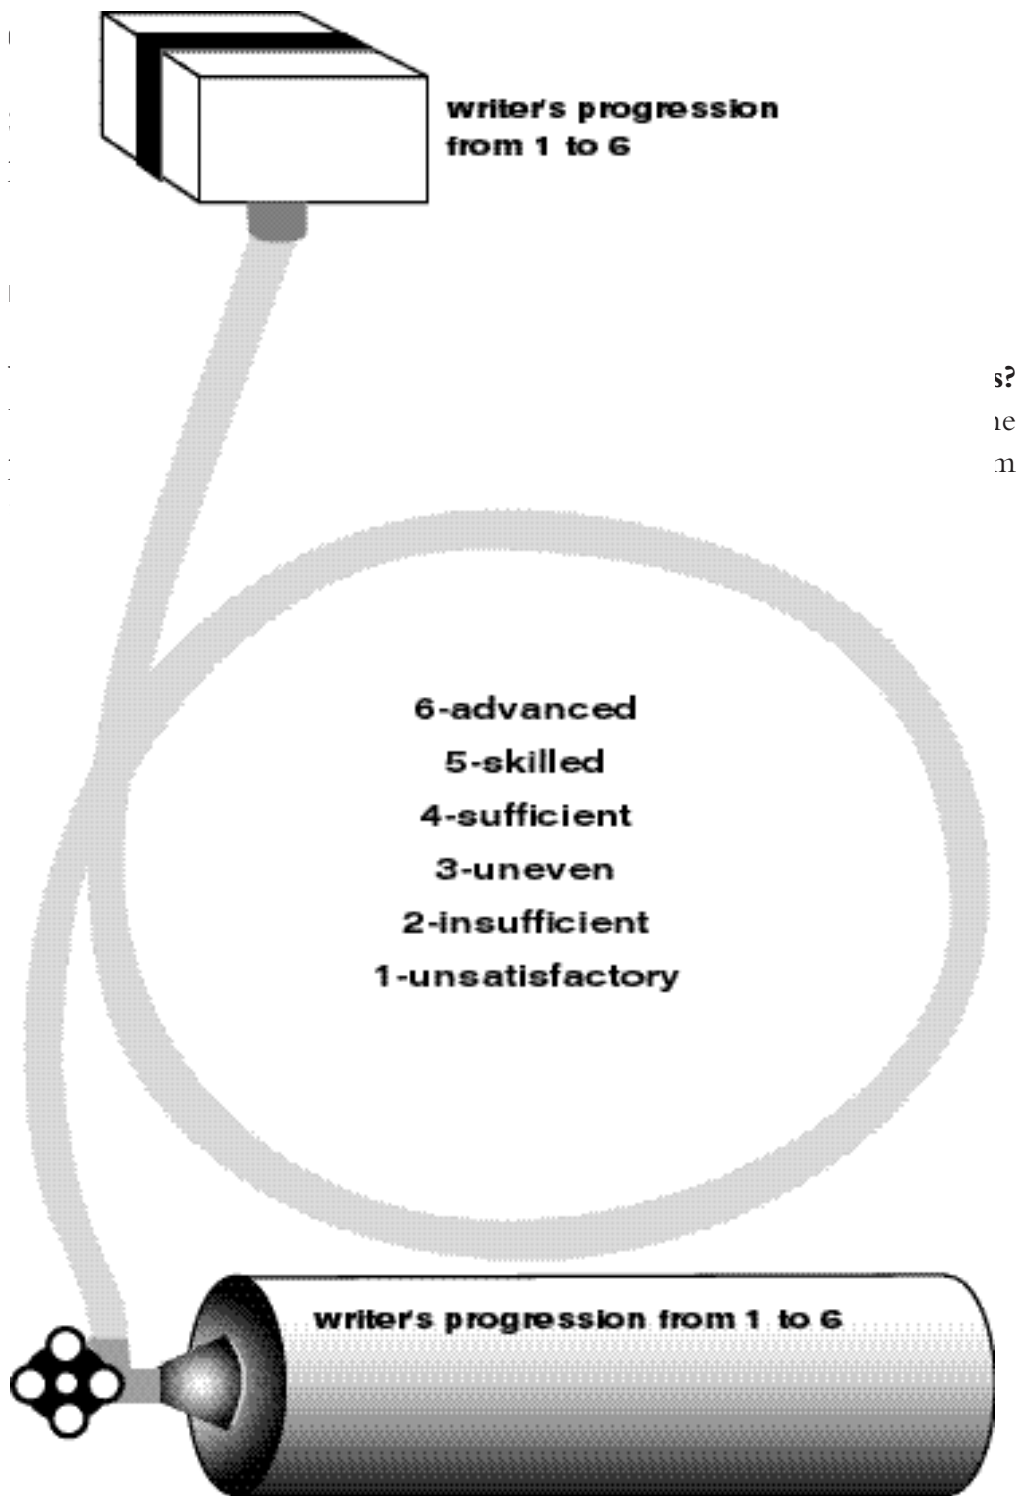 writer's progression
from 1 to 6
s?
m
6-advanced
5-skilled
4-sufficient
3-uneven
2-insufficient
1-unsatisfactory
writer's progression from 1 to 6